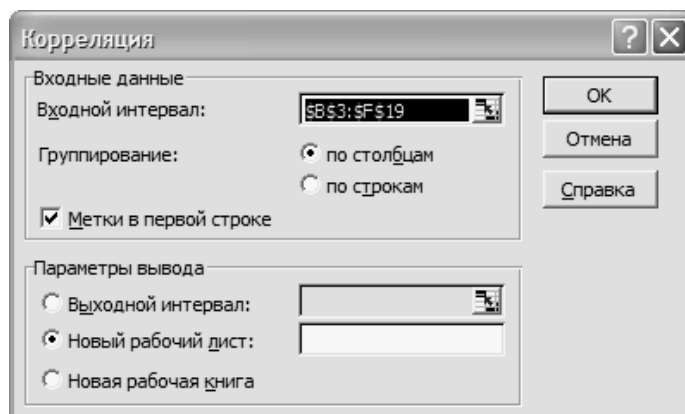 Корреляция
Входные данные
Входной интервал: $B$3:$F$19
Группирование: по столбцам
по строкам
Метки в первой строке
OK
Отмена
Справка
Параметры вывода
Выходной интервал:
Новый рабочий лист:
Новая рабочая книга